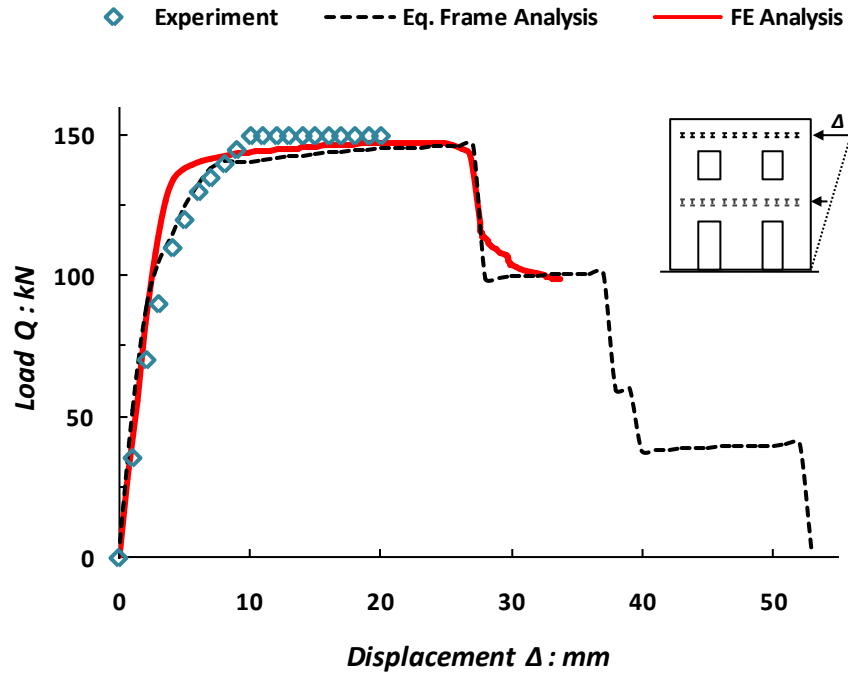 Experiment Eq. Frame Analysis FE Analysis
150
100
50
0
0 10 20 30 40 50
Load Q : kN
Displacement Δ : mm
Δ